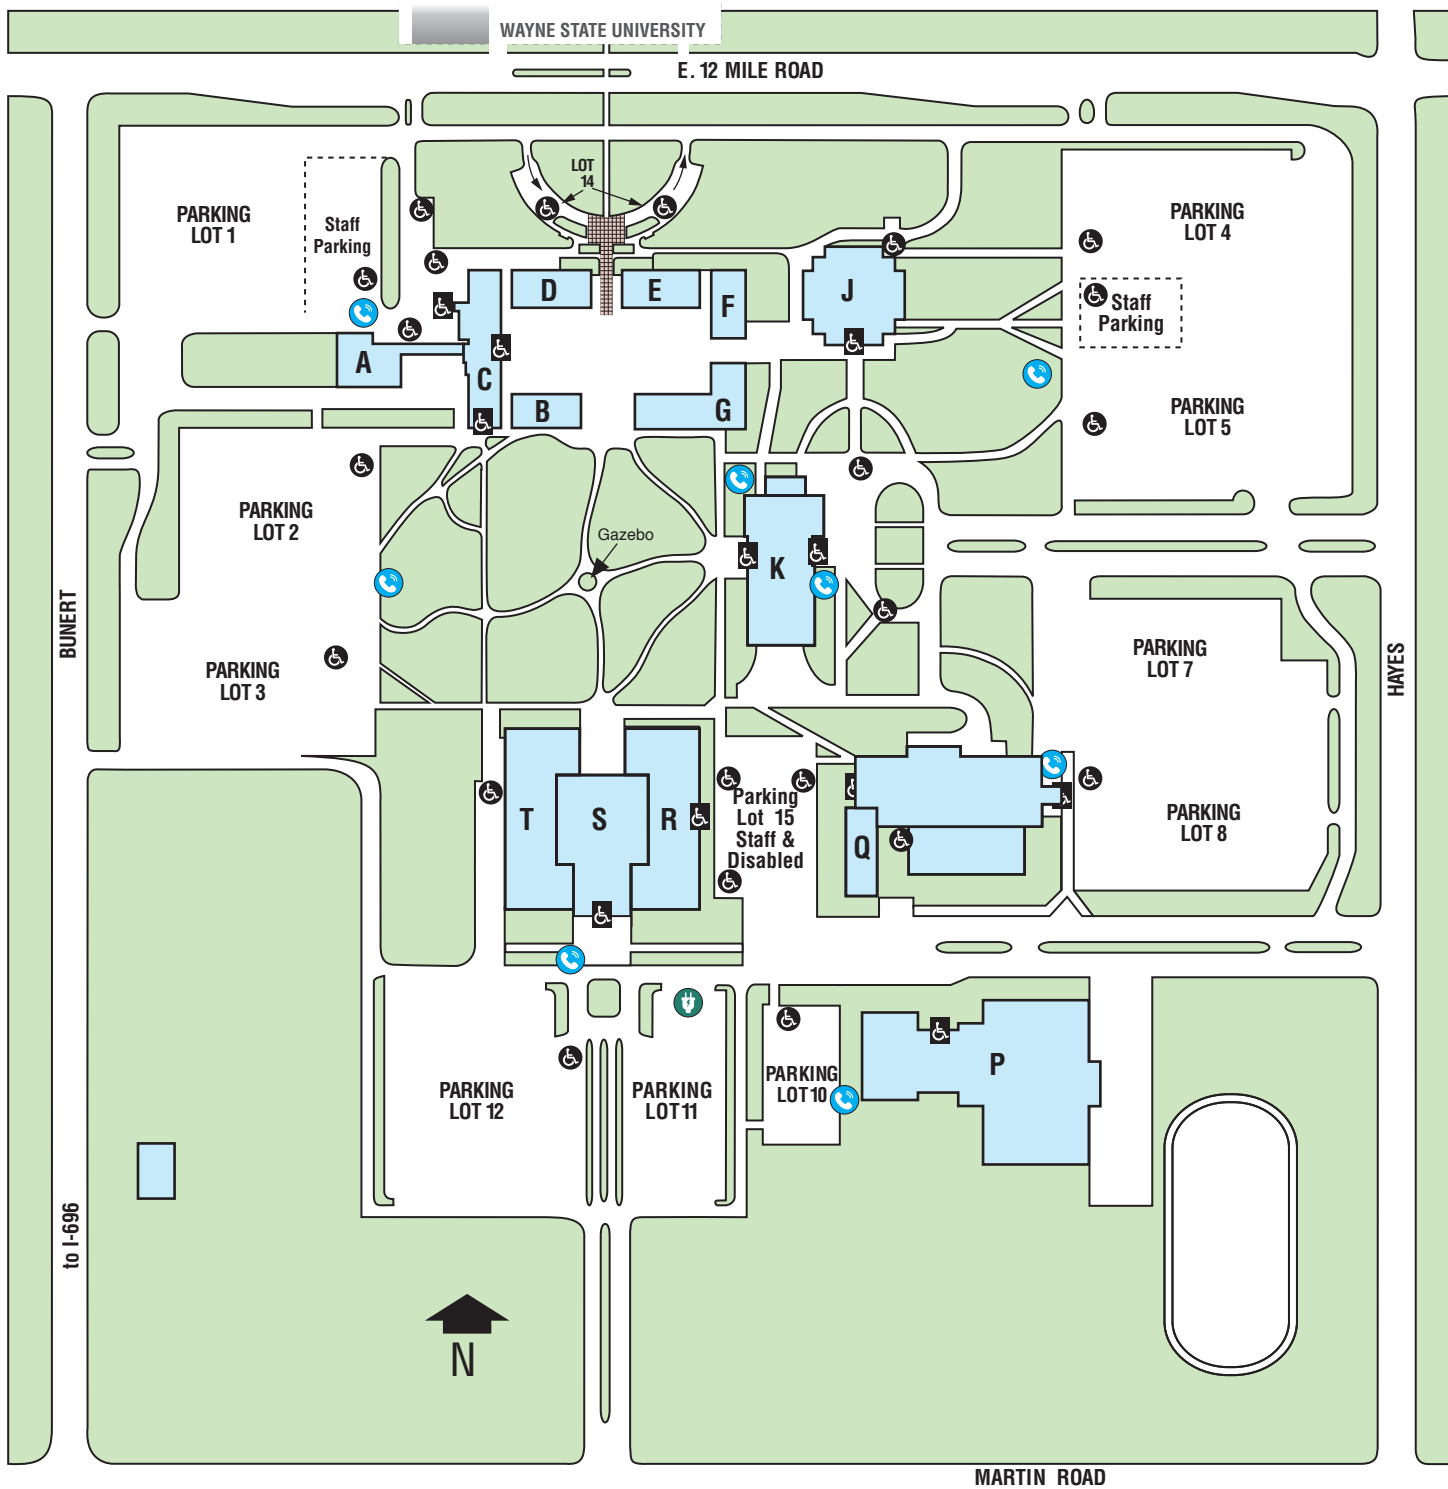 WAYNE STATE UNIVERSITY
E. 12 MILE ROAD
LOT
14
PARKING
LOT 1
Staff
Parking
PARKING
LOT 4
D
E
F
J
Staff
Parking
A
C
B
G
PARKING
LOT 5
PARKING
LOT 2
Gazebo
K
BUNERT
PARKING
LOT 3
PARKING
LOT 7
HAYES
T
S
R
Parking
Lot 15
Staff &
Disabled
Q
PARKING
LOT 8
PARKING
LOT 12
PARKING
LOT 11
PARKING
LOT 10
P
to I-696
N
MARTIN ROAD